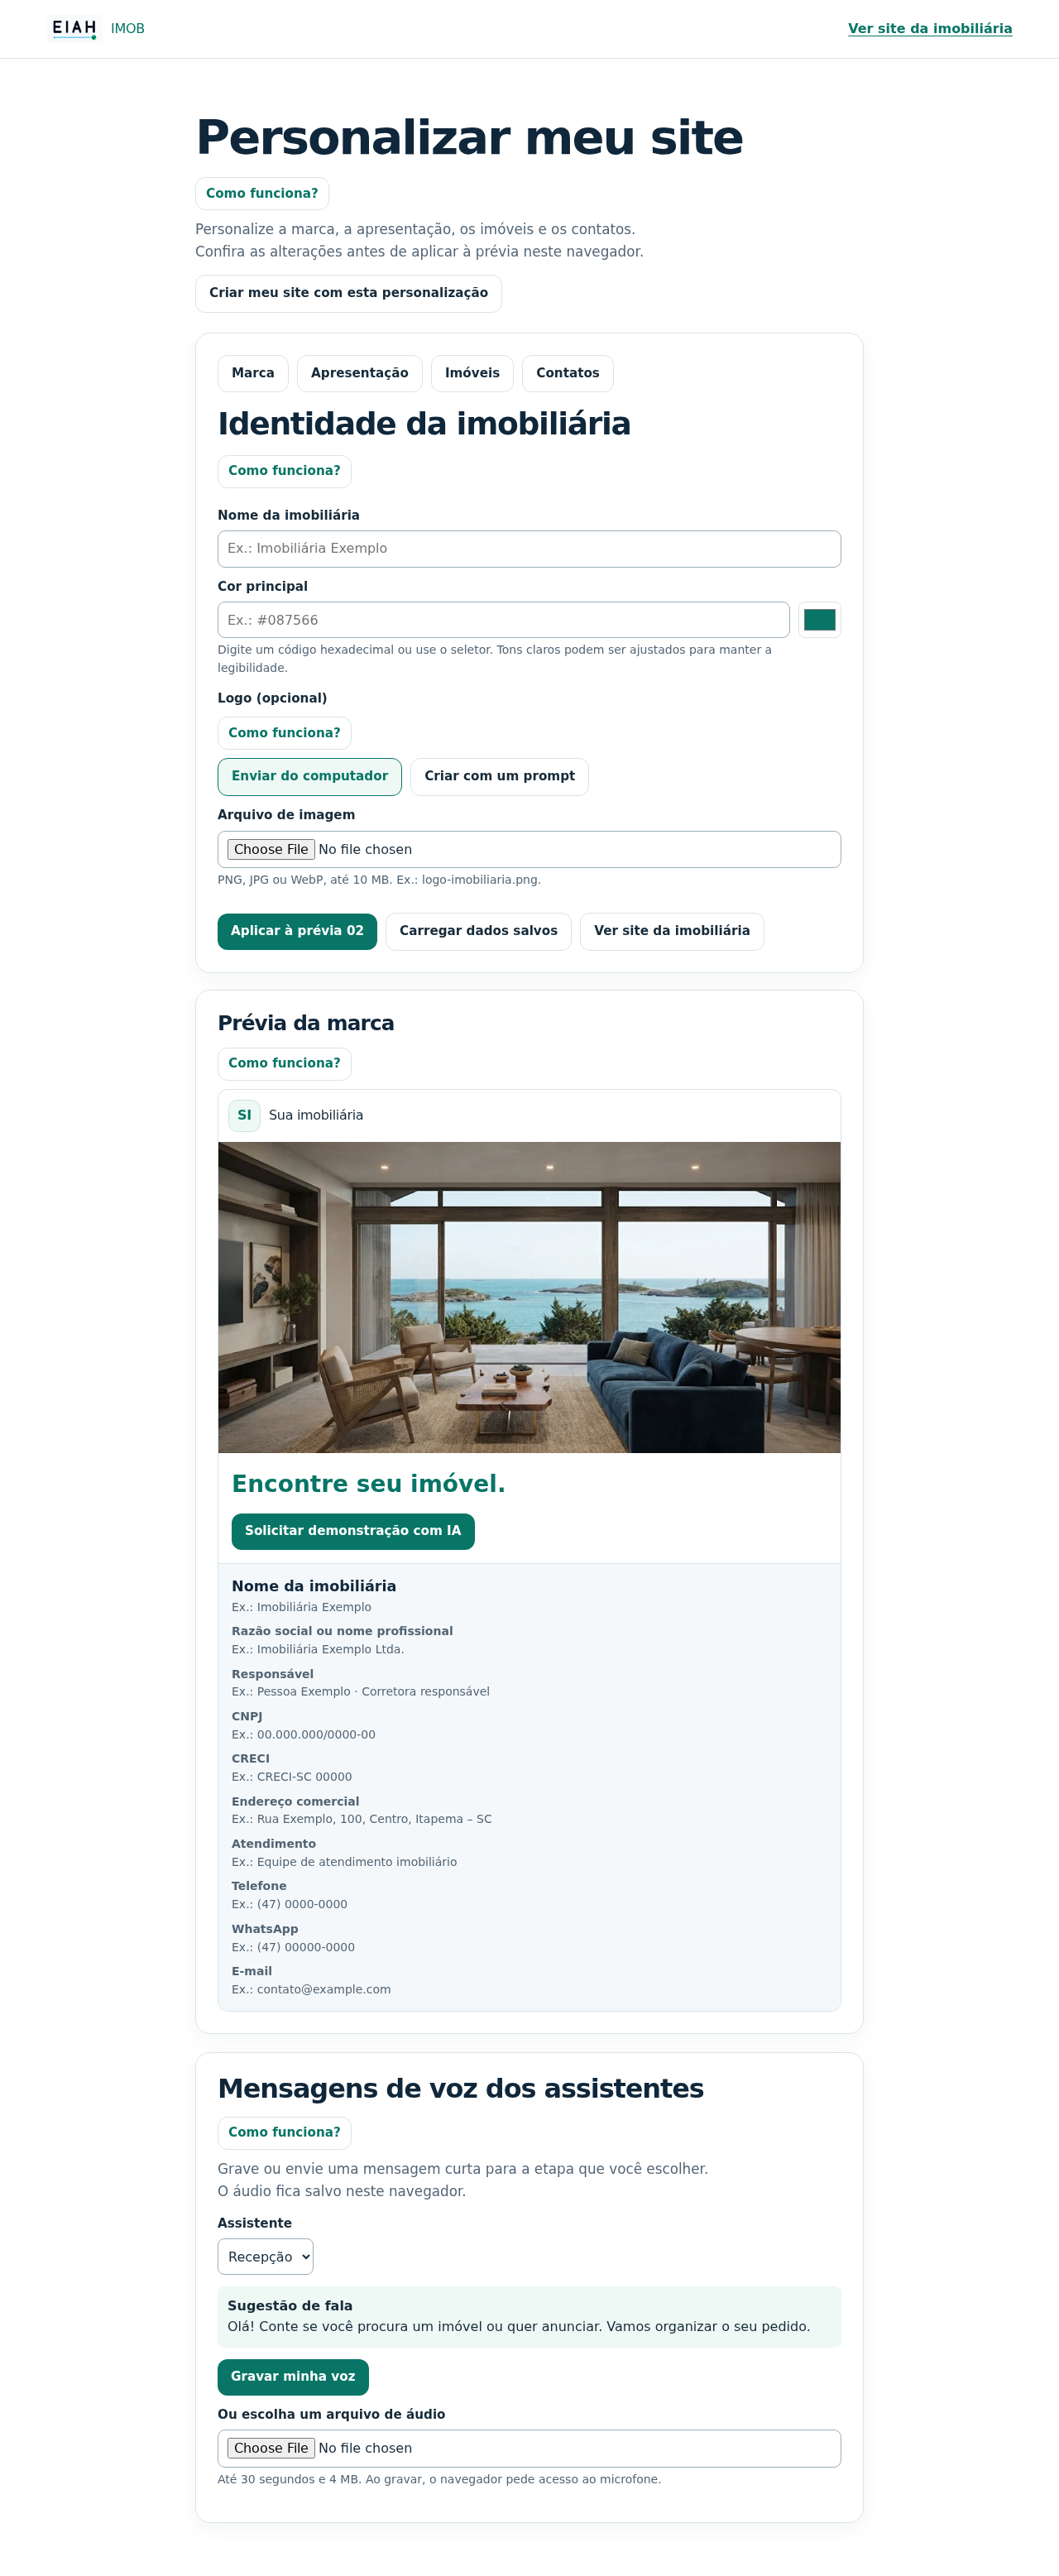 EIAH IMOB
Ver site da imobiliária
Personalizar meu site
Como funciona?
Personalize a marca, a apresentação, os imóveis e os contatos.
Confira as alterações antes de aplicar à prévia neste navegador.
Criar meu site com esta personalização
Marca Apresentação Imóveis Contatos
Identidade da imobiliária
Como funciona?
Nome da imobiliária
Ex.: Imobiliária Exemplo
Cor principal
Ex.: #087566
Digite um código hexadecimal ou use o seletor. Tons claros podem ser ajustados para manter a
legibilidade.
Logo (opcional)
Como funciona?
Enviar do computador Criar com um prompt
Arquivo de imagem
Choose File No file chosen
PNG, JPG ou WebP, até 10 MB. Ex.: logo-imobiliaria.png.
Aplicar à prévia 02 Carregar dados salvos Ver site da imobiliária
Prévia da marca
Como funciona?
SI Sua imobiliária
Encontre seu imóvel.
Solicitar demonstração com IA
Nome da imobiliária
Ex.: Imobiliária Exemplo
Razão social ou nome profissional
Ex.: Imobiliária Exemplo Ltda.
Responsável
Ex.: Pessoa Exemplo · Corretora responsável
CNPJ
Ex.: 00.000.000/0000-00
CRECI
Ex.: CRECI-SC 00000
Endereço comercial
Ex.: Rua Exemplo, 100, Centro, Itapema – SC
Atendimento
Ex.: Equipe de atendimento imobiliário
Telefone
Ex.: (47) 0000-0000
WhatsApp
Ex.: (47) 00000-0000
E-mail
Ex.: contato@example.com
Mensagens de voz dos assistentes
Como funciona?
Grave ou envie uma mensagem curta para a etapa que você escolher.
O áudio fica salvo neste navegador.
Assistente
Recepção
Sugestão de fala
Olá! Conte se você procura um imóvel ou quer anunciar. Vamos organizar o seu pedido.
Gravar minha voz
Ou escolha um arquivo de áudio
Choose File No file chosen
Até 30 segundos e 4 MB. Ao gravar, o navegador pede acesso ao microfone.